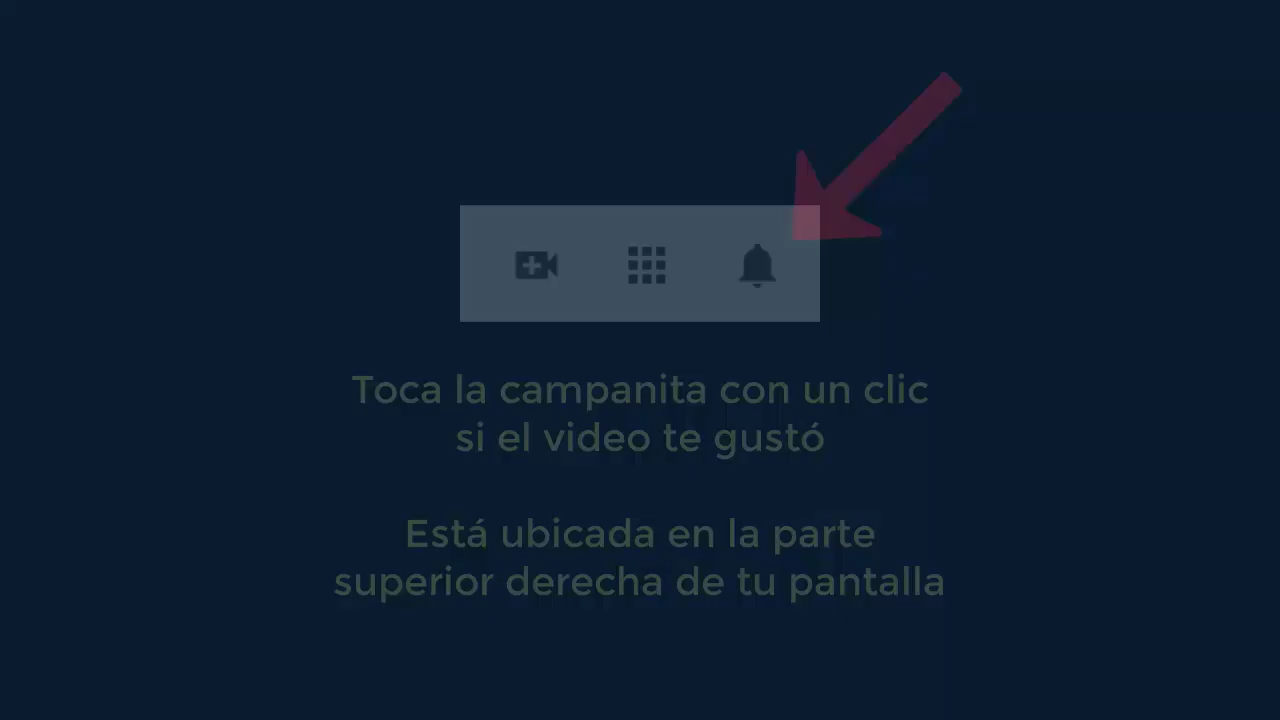 Toca la campanita con un clic
si el video te gustó
Está ubicada en la parte
superior derecha de tu pantalla